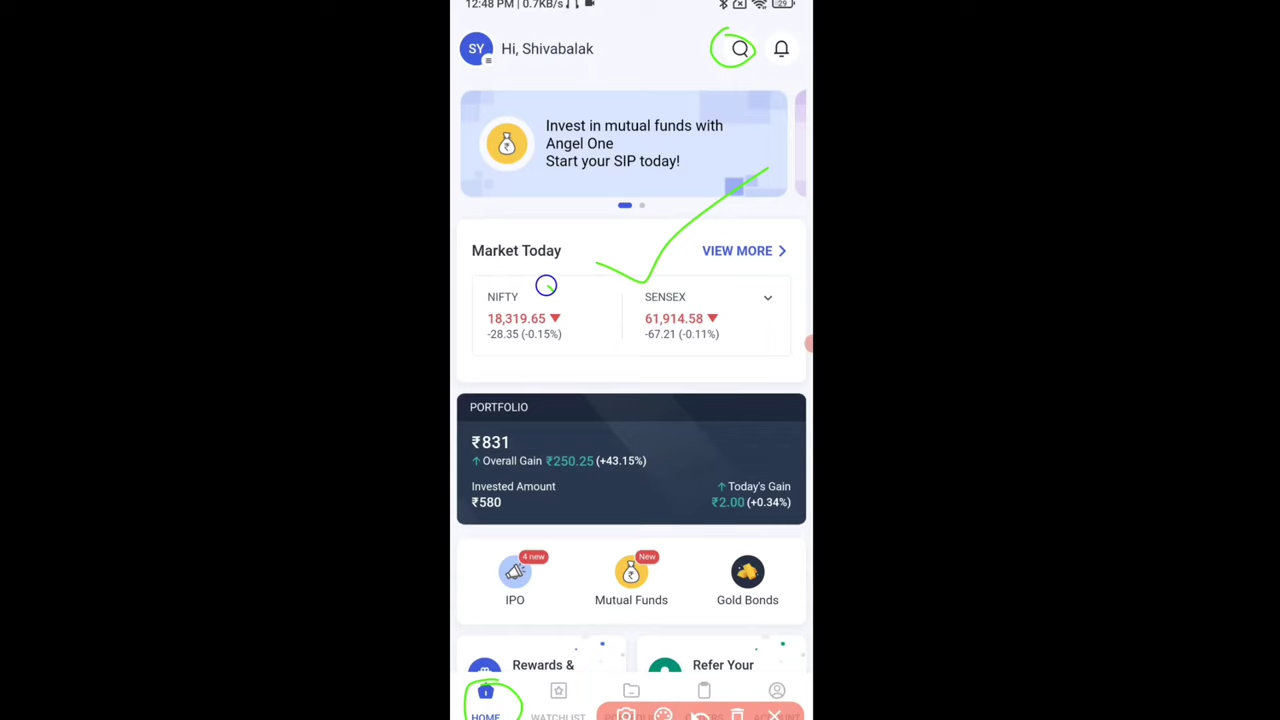 12:48 PM | 0.7KB/s
29
SY
Hi, Shivabalak
Invest in mutual funds with
Angel One
Start your SIP today!
Market Today
VIEW MORE
NIFTY
18,319.65
-28.35 (-0.15%)
SENSEX
61,914.58
-67.21 (-0.11%)
PORTFOLIO
₹831
Overall Gain ₹250.25 (+43.15%)
Invested Amount
₹580
Today's Gain
₹2.00 (+0.34%)
4 new
IPO
New
Mutual Funds
Gold Bonds
Rewards &
Refer Your
HOME
WATCHLIST